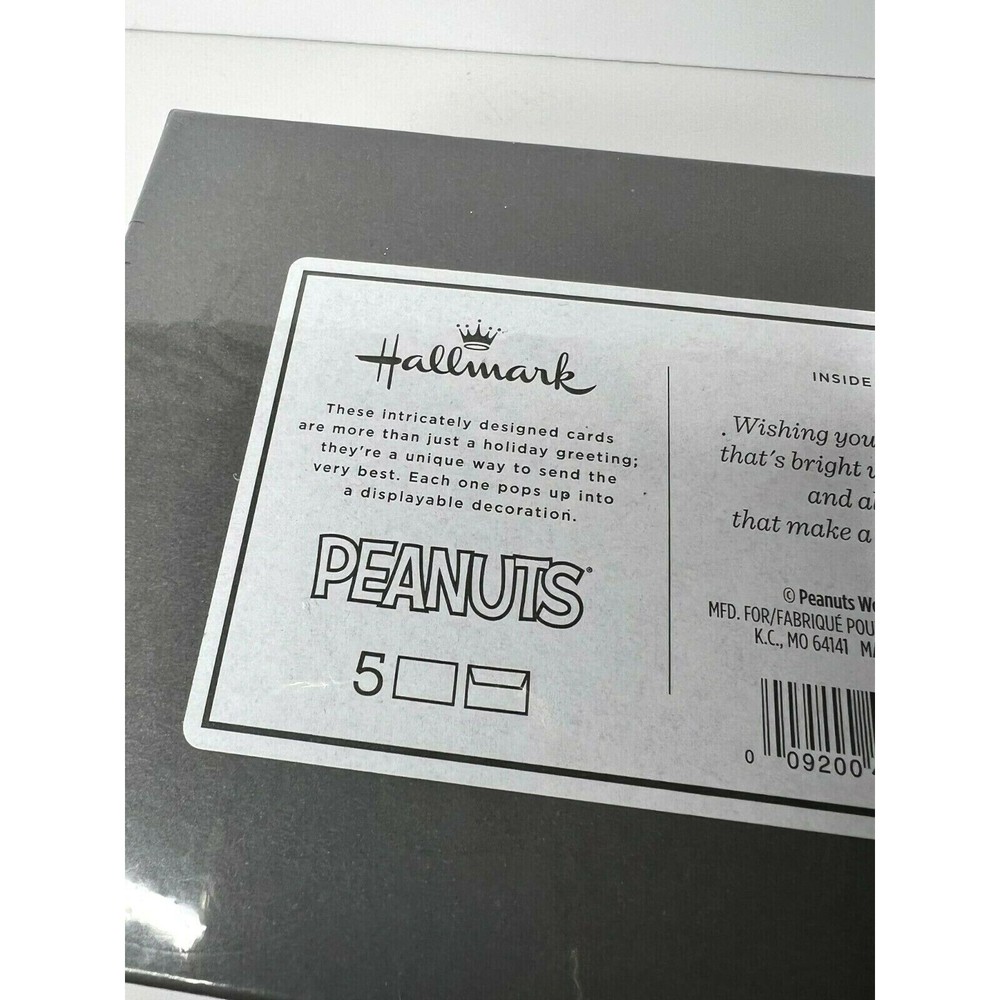 Hallmark
These intricately designed cards
are more than just a holiday greeting;
they're a unique way to send the
very best. Each one pops up into
a displayable decoration.
PEANUTS®
5
INSIDE
Wishing you
that's bright
and
that make a
© Peanuts
MFD. FOR/FABRIQUÉ
K.C., MO 64141
0 09200